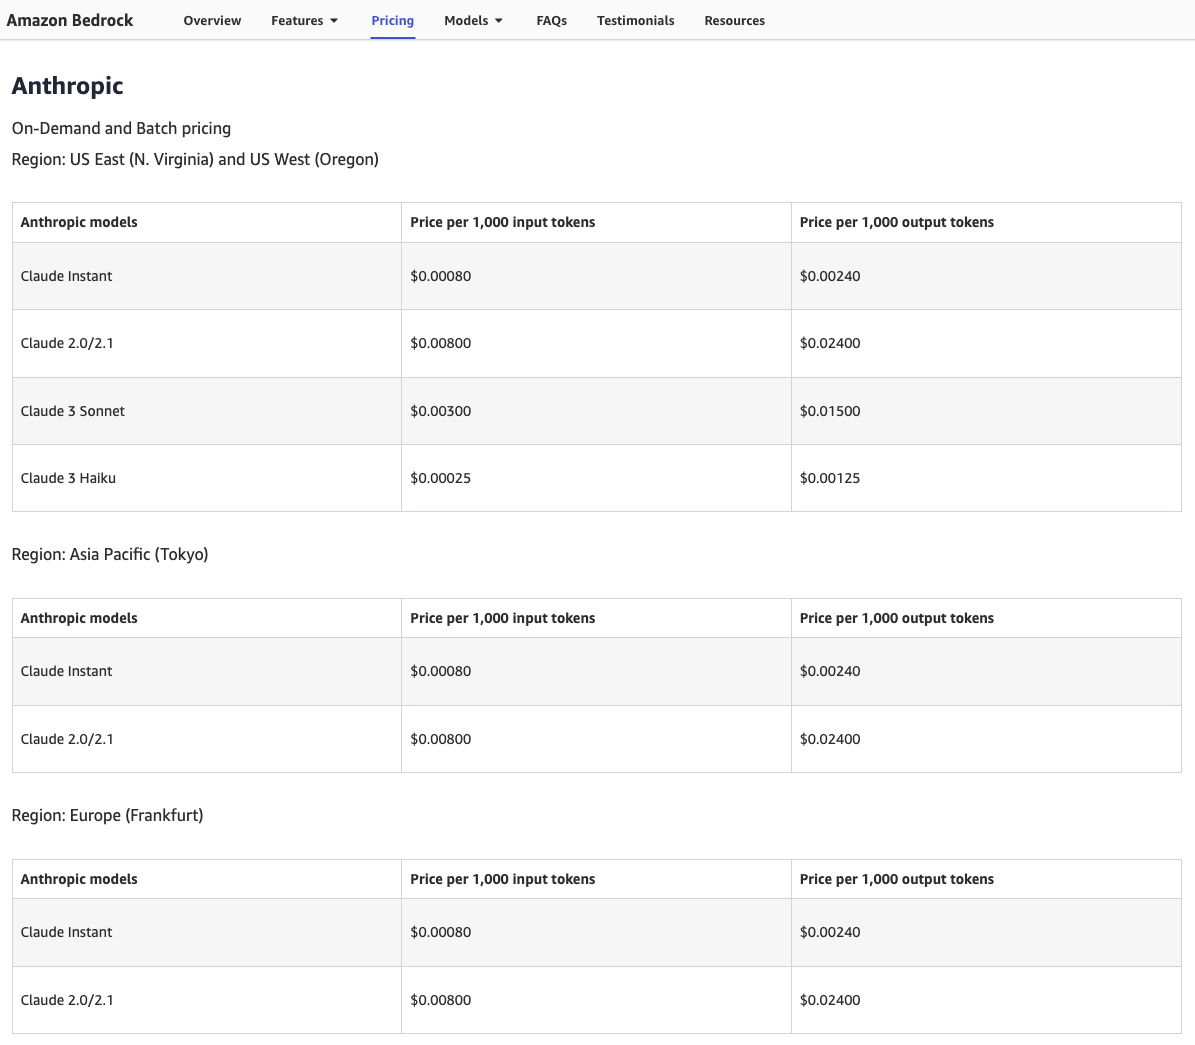 Amazon Bedrock Overview Features Pricing Models FAQs Testimonials Resources
Anthropic
On-Demand and Batch pricing
Region: US East (N. Virginia) and US West (Oregon)
Anthropic models Price per 1,000 input tokens Price per 1,000 output tokens
Claude Instant $0.00080 $0.00240
Claude 2.0/2.1 $0.00800 $0.02400
Claude 3 Sonnet $0.00300 $0.01500
Claude 3 Haiku $0.00025 $0.00125
Region: Asia Pacific (Tokyo)
Anthropic models Price per 1,000 input tokens Price per 1,000 output tokens
Claude Instant $0.00080 $0.00240
Claude 2.0/2.1 $0.00800 $0.02400
Region: Europe (Frankfurt)
Anthropic models Price per 1,000 input tokens Price per 1,000 output tokens
Claude Instant $0.00080 $0.00240
Claude 2.0/2.1 $0.00800 $0.02400